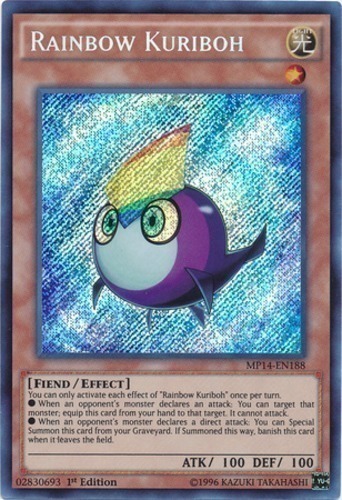 RAINBOW KURIBOH
LIGHT
光
MP14-EN188
[FIEND / EFFECT]
You can only activate each effect of "Rainbow Kuriboh" once per turn.
● When an opponent's monster declares an attack: You can target that
monster; equip this card from your hand to that target. It cannot attack.
● When an opponent's monster declares a direct attack: You can Special
Summon this card from your Graveyard. If Summoned this way, banish this
card when it leaves the field.
ATK/ 100 DEF/ 100
02830693 1st Edition ©1996 KAZUKI TAKAHASHI